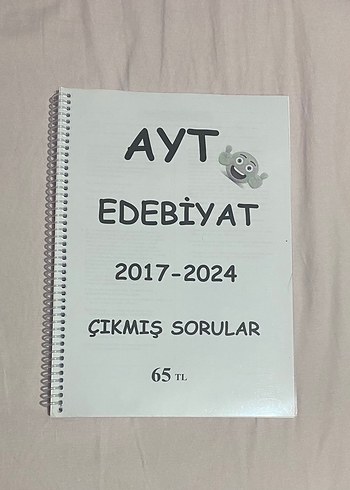 AYT
EDEBİYAT
2017-2024
ÇIKMIŞ SORULAR
65 TL